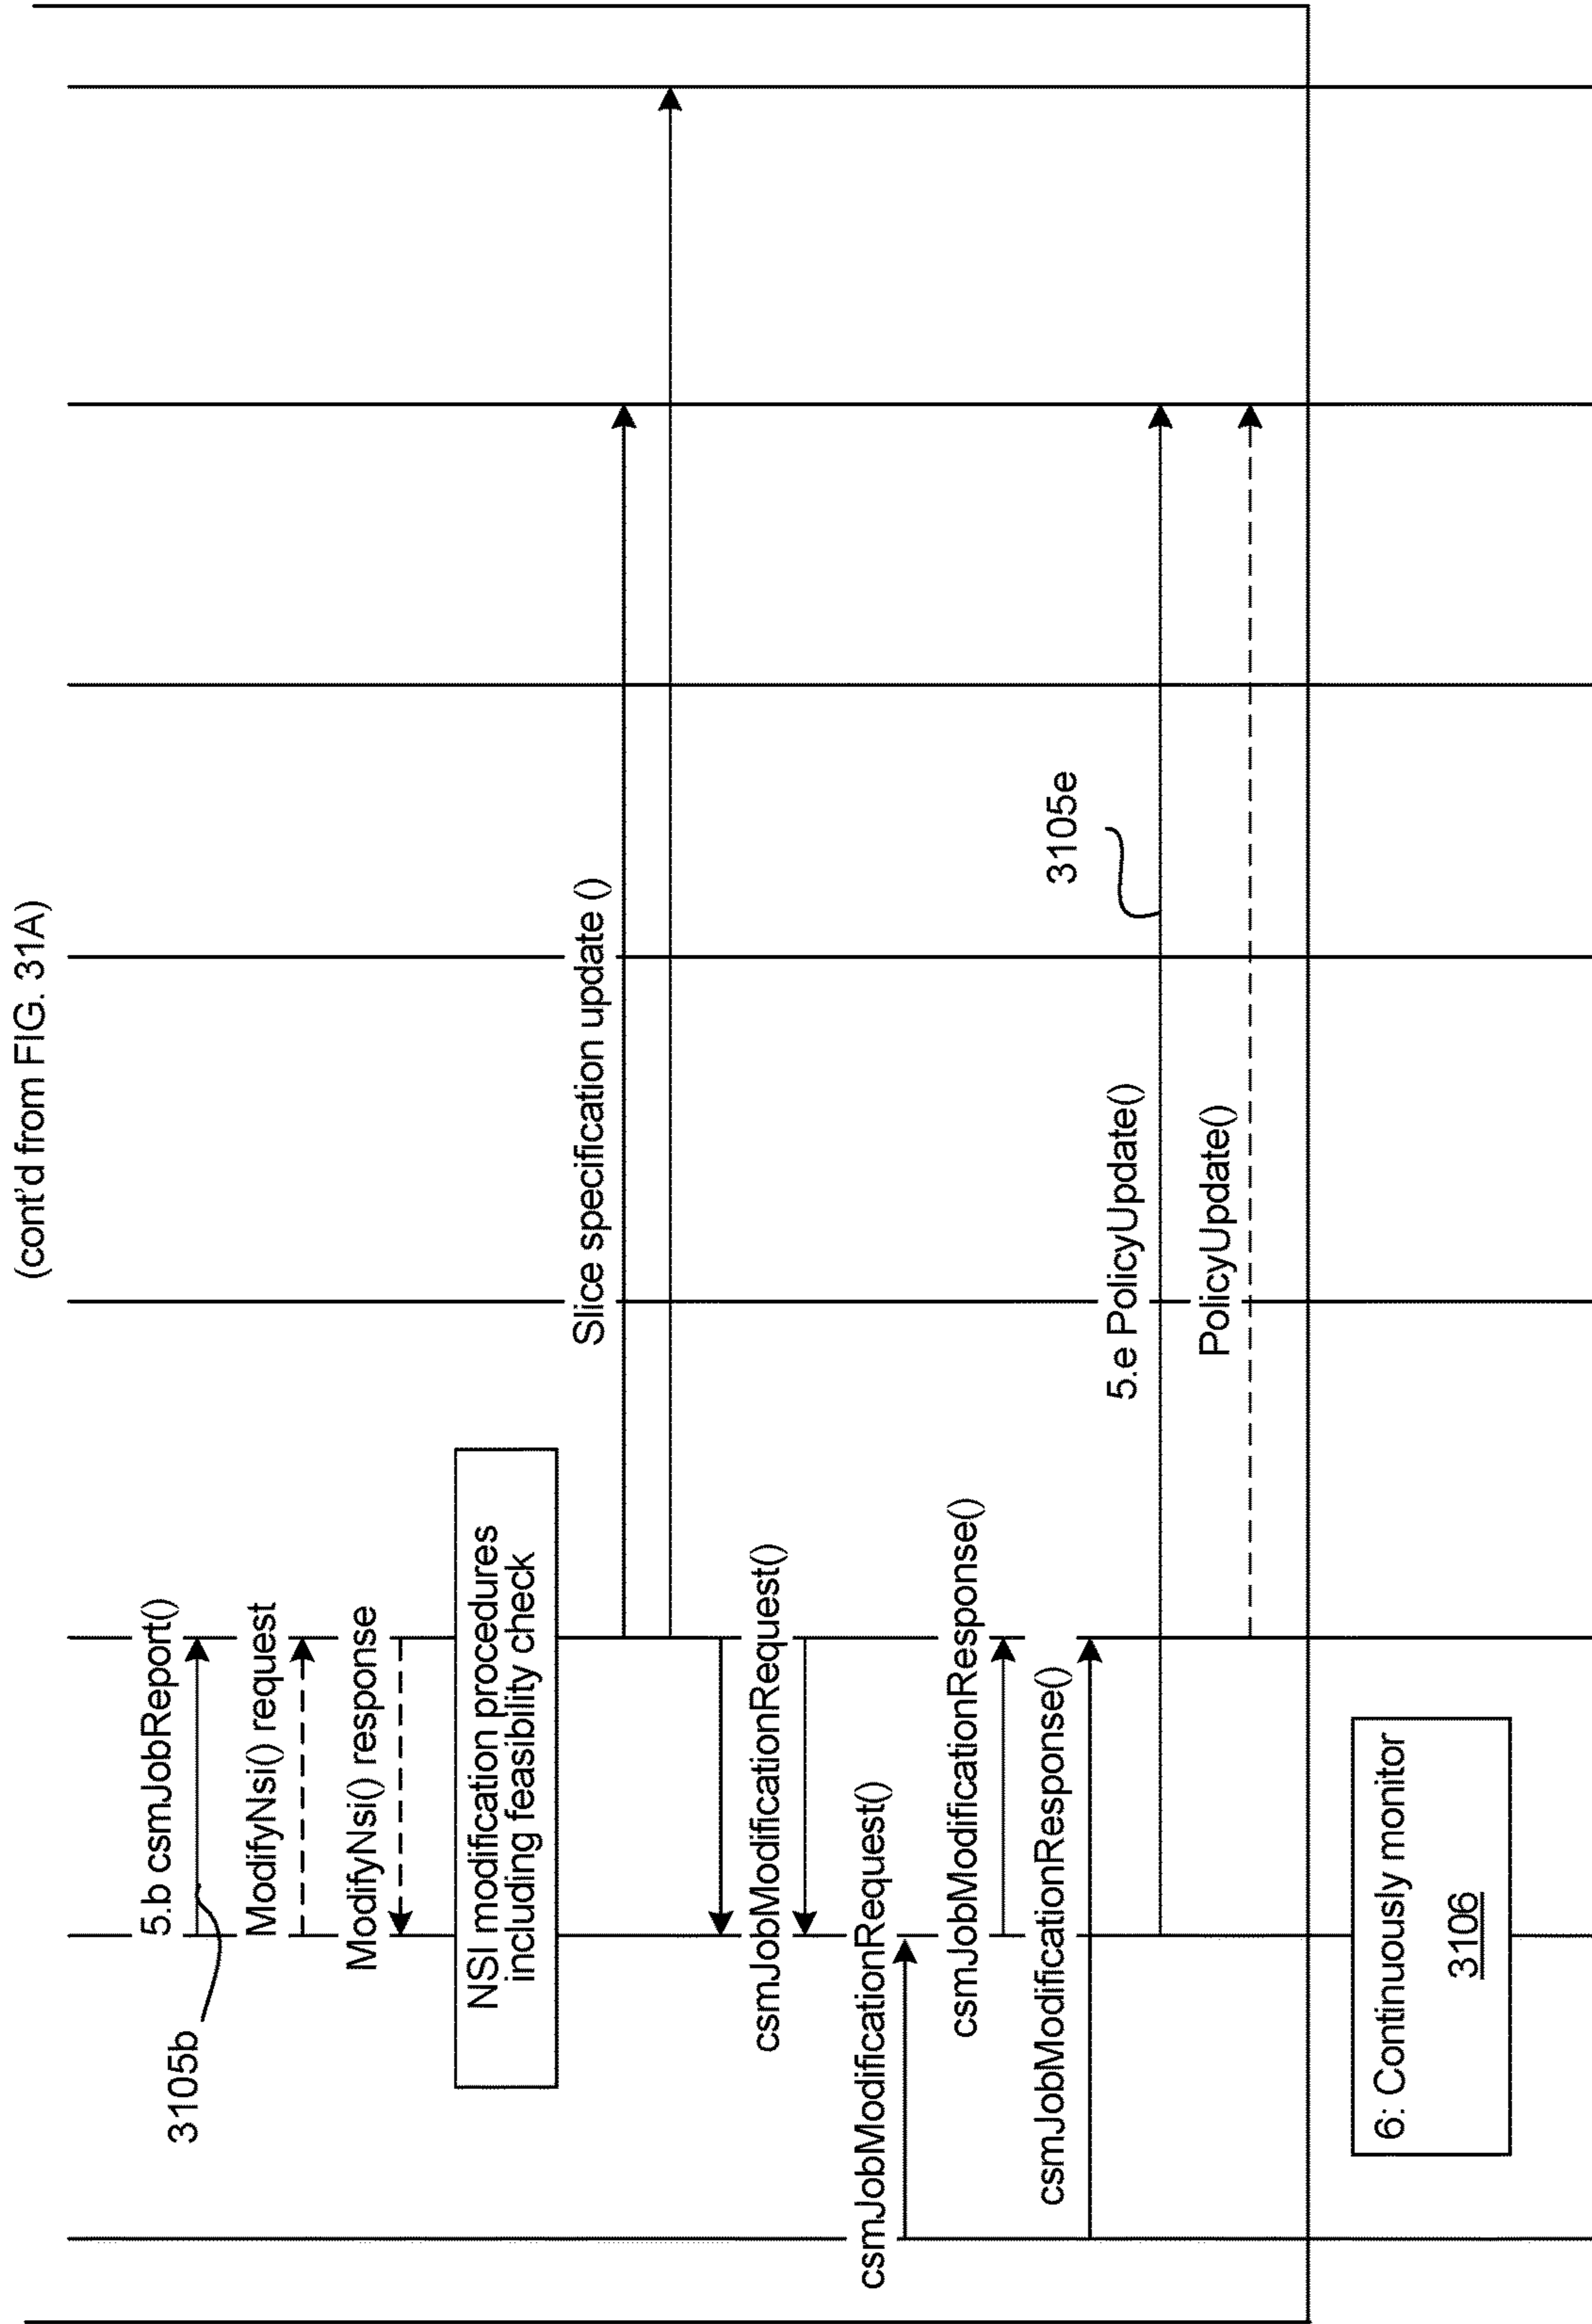 (cont'd from FIG. 31A)
5.b csmJobReport()
3105b
ModifyNsi() request
ModifyNsi() response
NSI modification procedures
including feasibility check
Slice specification update ()
csmJobModificationRequest()
csmJobModificationRequest()
csmJobModificationResponse()
csmJobModificationResponse()
3105e
5.e PolicyUpdate()
PolicyUpdate()
6: Continuously monitor
3106